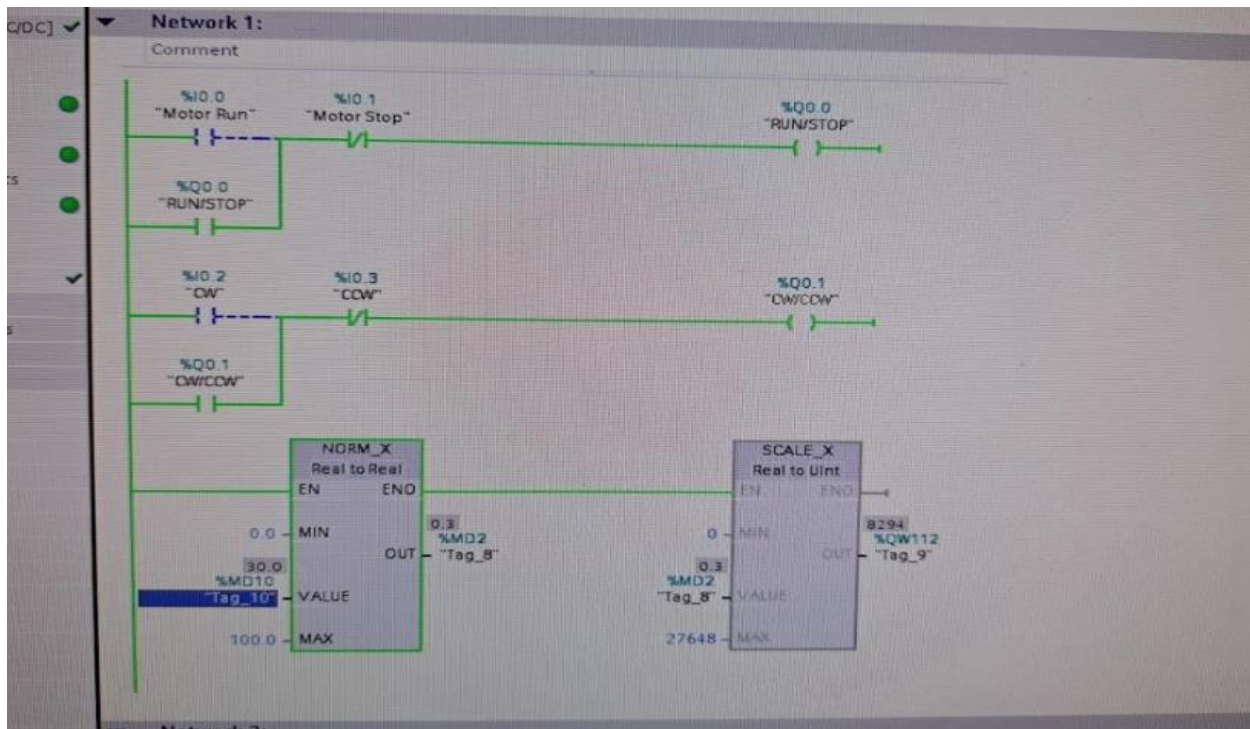 C/DC]
Network 1:
Comment
%I0.0
"Motor Run"
%I0.1
"Motor Stop"
%Q0.0
"RUN/STOP"
%Q0.0
"RUN/STOP"
%I0.2
"CW"
%I0.3
"CCW"
%Q0.1
"CW/CCW"
%Q0.1
"CW/CCW"
NORM_X
Real to Real
EN ENO
0.0 MIN
0.3
%MD2
OUT "Tag_8"
30.0
%MD10
"Tag_10" VALUE
100.0 MAX
SCALE_X
Real to UInt
EN ENO
0 MIN
8294
%QW112
OUT "Tag_9"
0.3
%MD2
"Tag_8" VALUE
27648 MAX